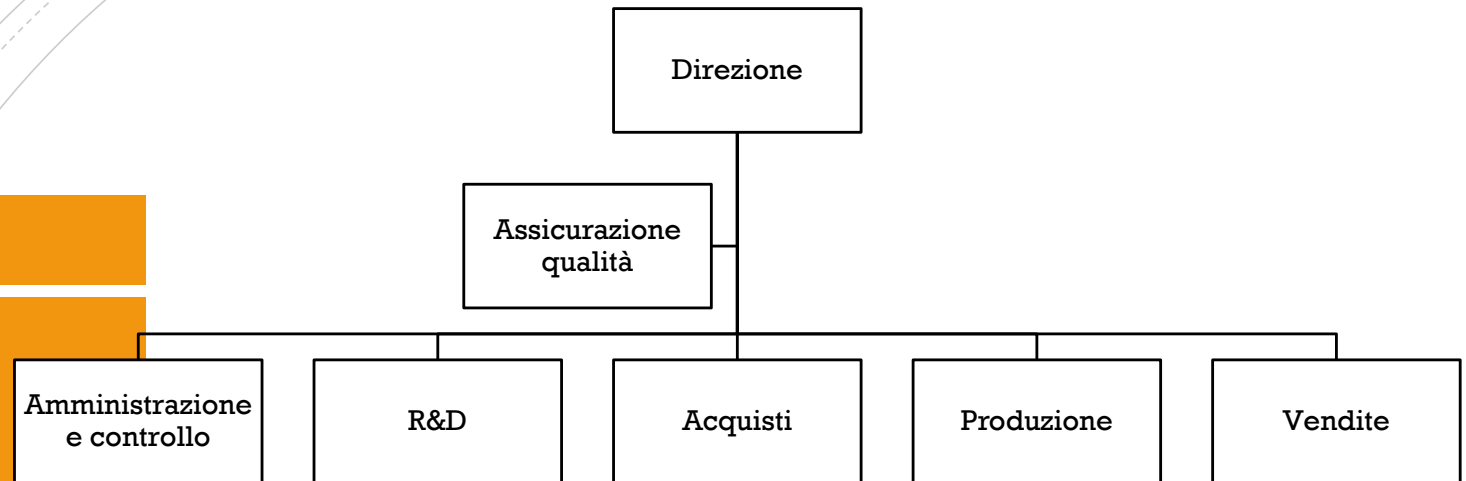 Direzione
Assicurazione
qualità
Amministrazione
e controllo
R&D
Acquisti
Produzione
Vendite